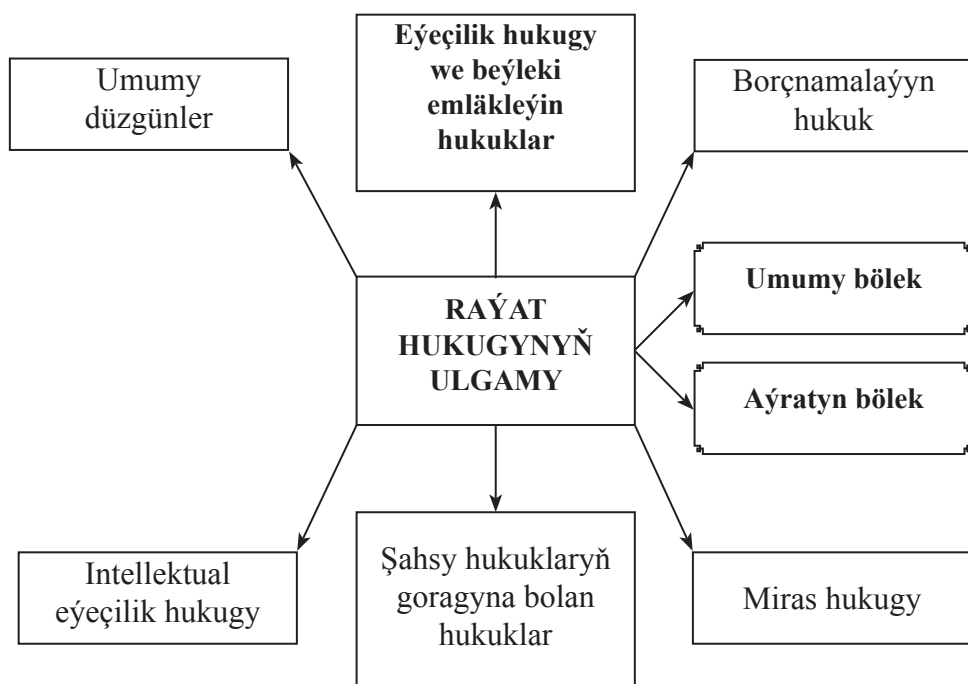 Umumy
düzgünler
Eýeçilik hukugy
we beýleki
emläkleýin
hukuklar
Borçnamalaýyn
hukuk
RAÝAT
HUKUGYNYŇ
ULGAMY
Umumy bölek
Aýratyn bölek
Intellektual
eýeçilik hukugy
Şahsy hukuklaryň
goragyna bolan
hukuklar
Miras hukugy